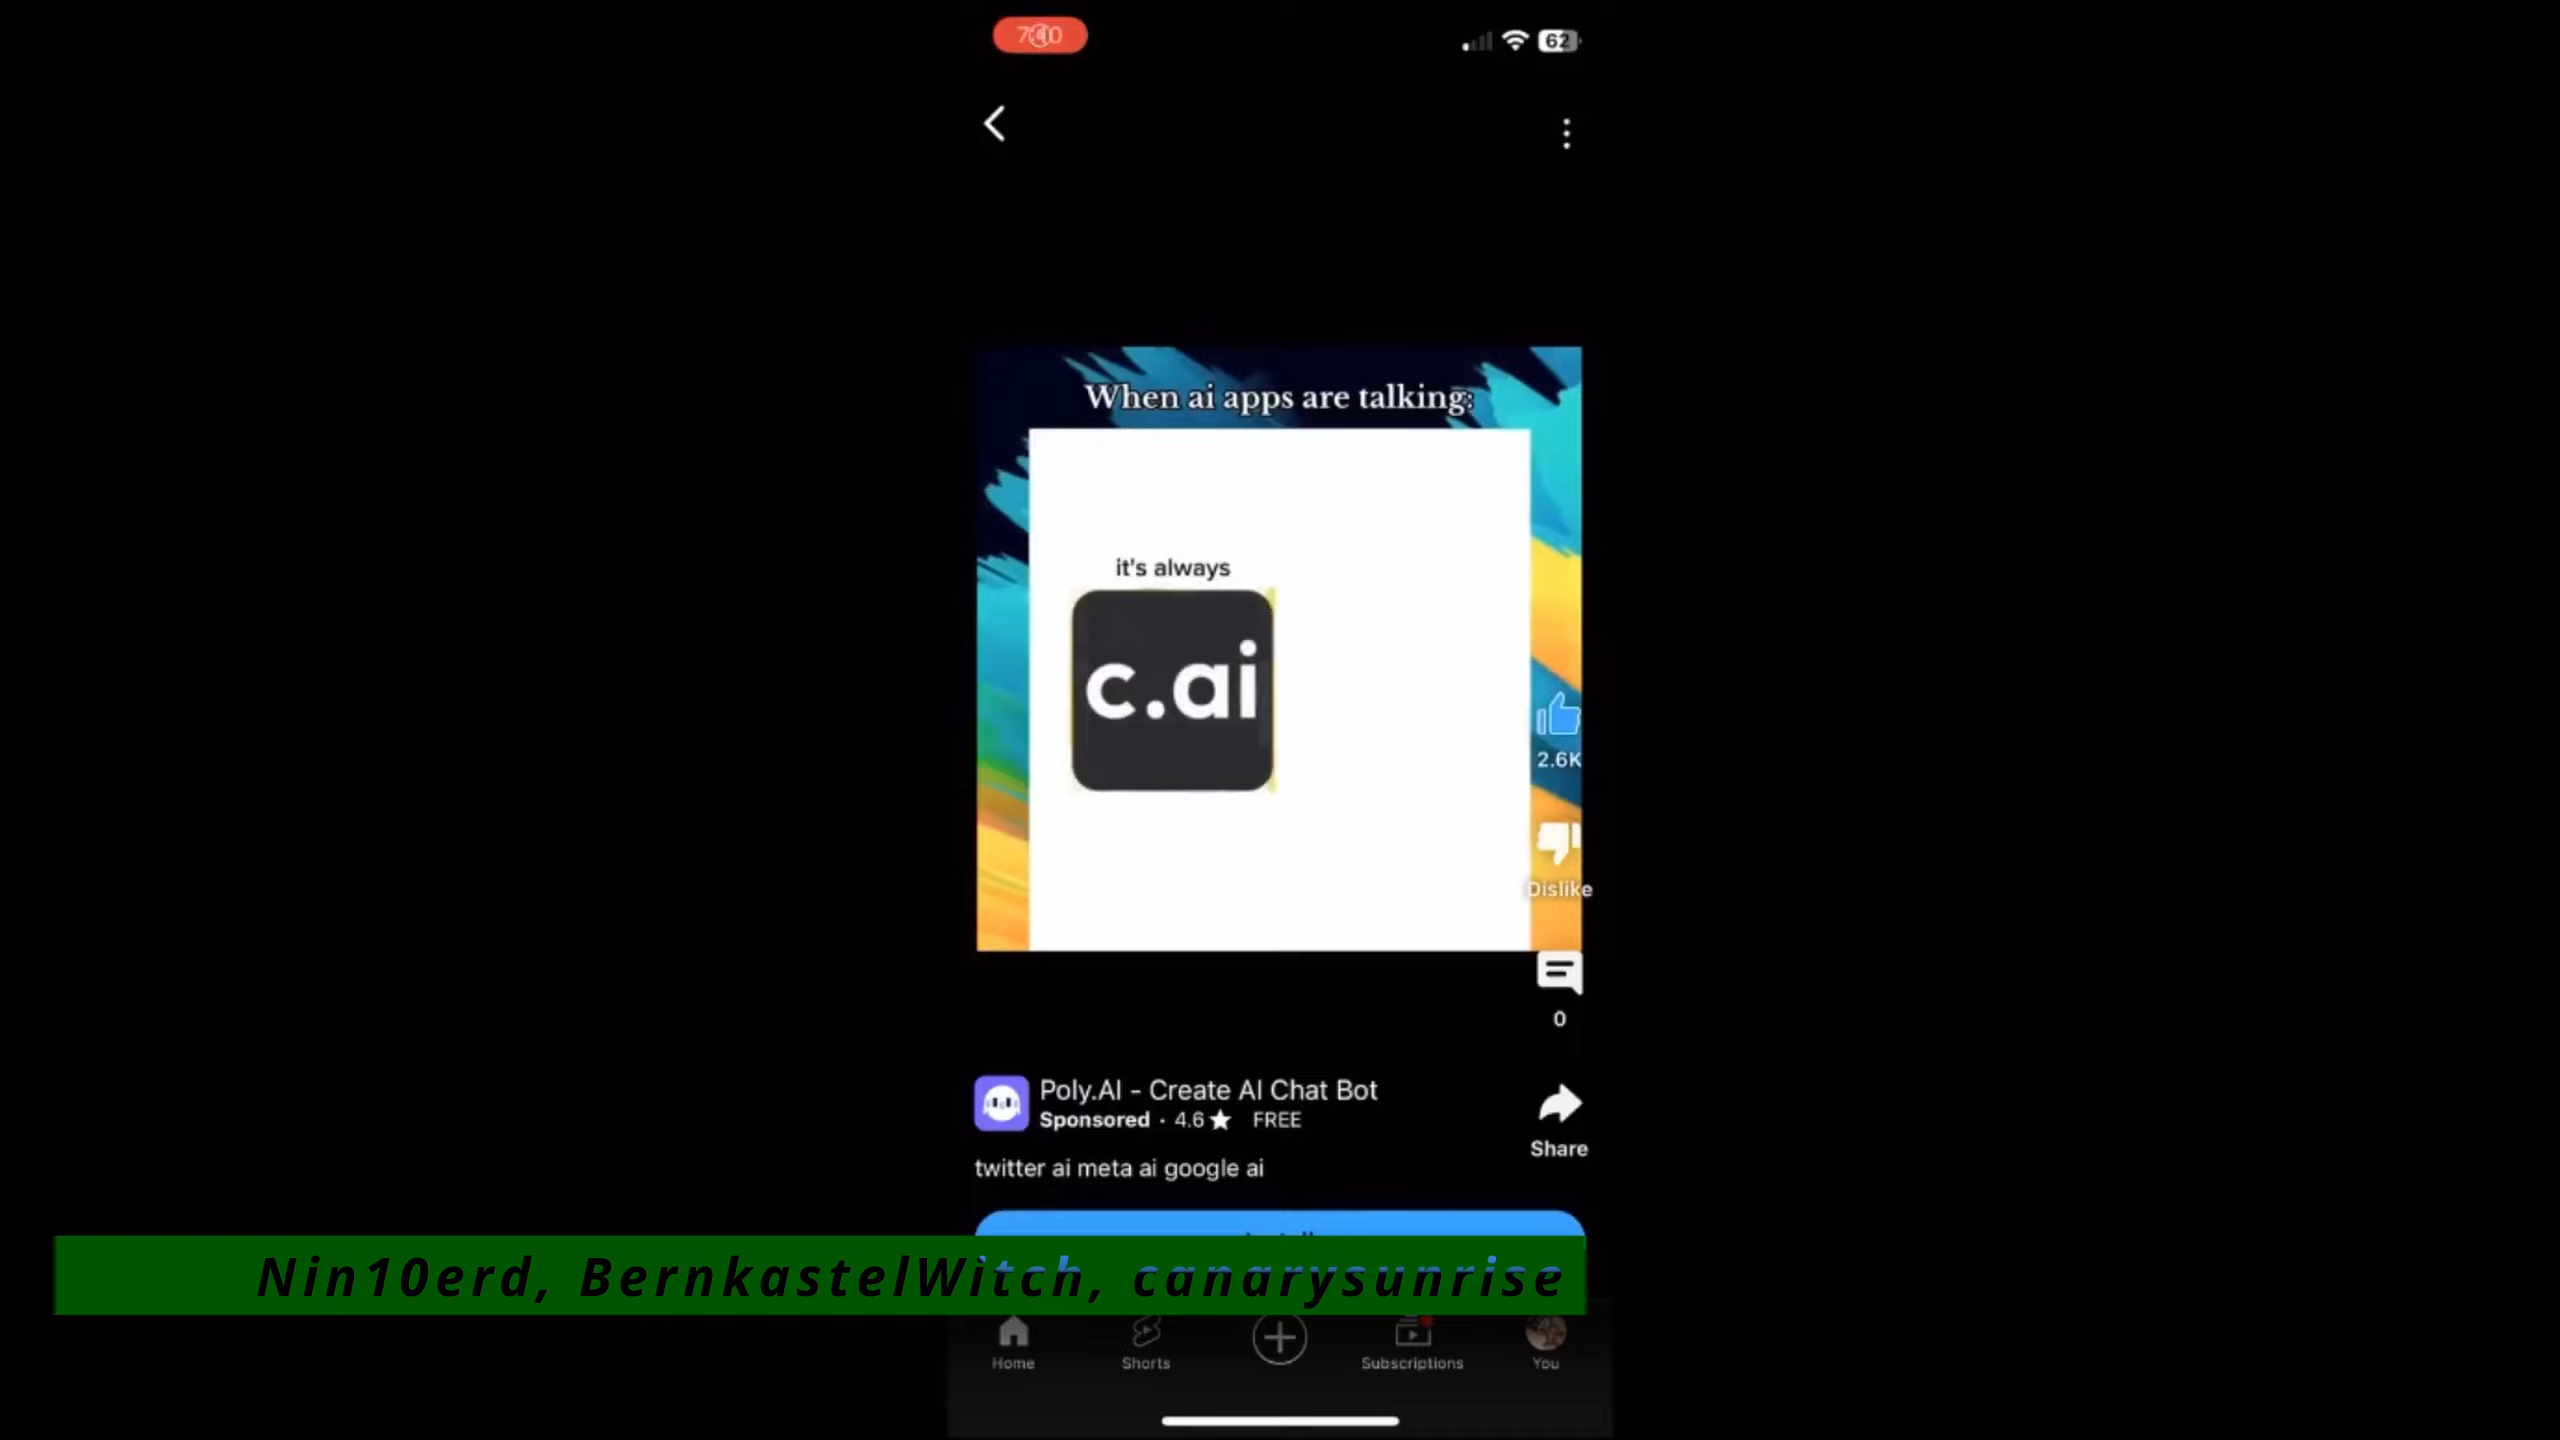 7:40
62
When ai apps are talking:
it's always
c.ai
2.6K
Dislike
0
Poly.AI - Create AI Chat Bot
Sponsored · 4.6★ FREE
Share
twitter ai meta ai google ai
Nin10erd, BernkastelWitch, canarysunrise
Home
Shorts
Subscriptions
You